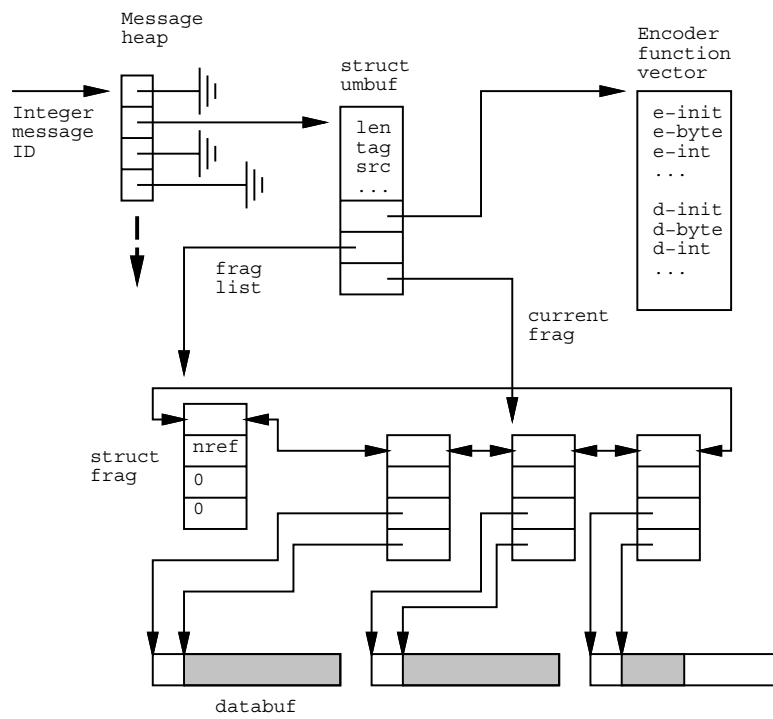 Message
heap
Integer
message
ID
struct
umbuf
len
tag
src
...
Encoder
function
vector
e-init
e-byte
e-int
...
d-init
d-byte
d-int
...
frag
list
current
frag
struct
frag
nref
0
0
databuf